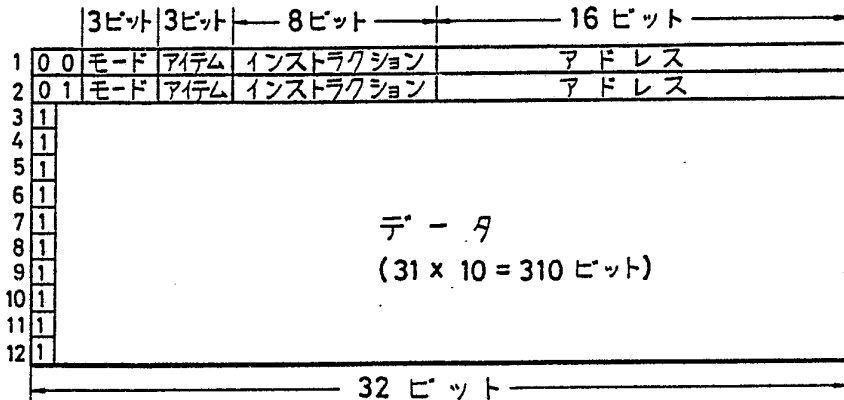 3ビット 3ビット 8ビット 16 ビット
1 0 0 モード アイテム インストラクション アドレス
2 0 1 モード アイテム インストラクション アドレス
3 1
4 1
5 1
6 1
7 1
8 1
9 1
10 1
11 1
12 1
データ
(31 x 10 = 310 ビット)
32 ビット